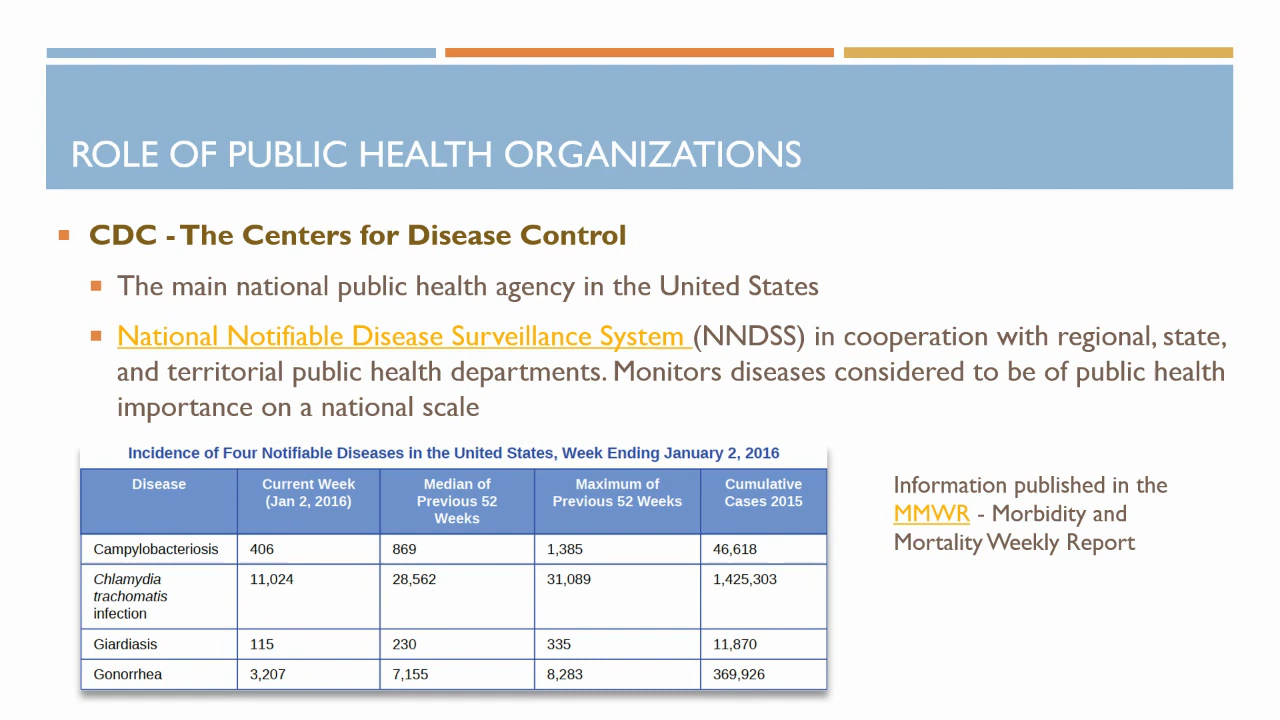 ROLE OF PUBLIC HEALTH ORGANIZATIONS
CDC - The Centers for Disease Control
The main national public health agency in the United States
National Notifiable Disease Surveillance System (NNDSS) in cooperation with regional, state,
and territorial public health departments. Monitors diseases considered to be of public health
importance on a national scale
Incidence of Four Notifiable Diseases in the United States, Week Ending January 2, 2016
Disease Current Week Median of Maximum of Cumulative
(Jan 2, 2016) Previous 52 Previous 52 Weeks Cases 2015
Weeks
Campylobacteriosis 406 869 1,385 46,618
Chlamydia 11,024 28,562 31,089 1,425,303
trachomatis
infection
Giardiasis 115 230 335 11,870
Gonorrhea 3,207 7,155 8,283 369,926
Information published in the
MMWR - Morbidity and
Mortality Weekly Report